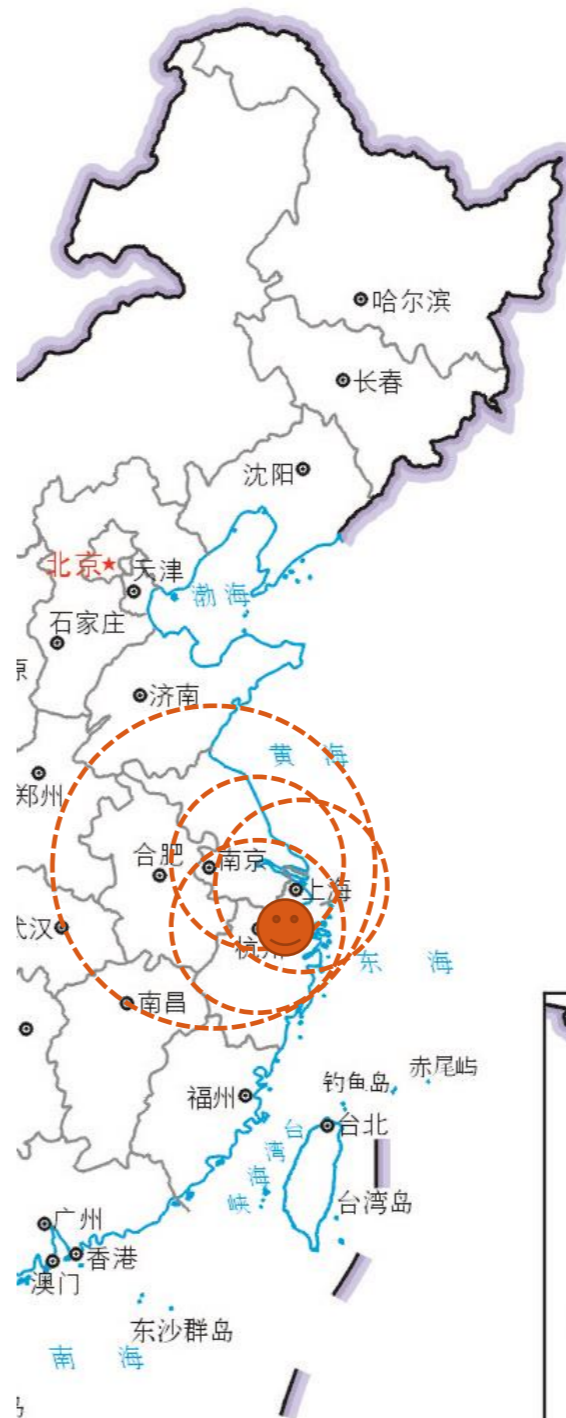 哈尔滨
长春
沈阳
北京
天津
渤 海
石家庄
原
济南
黄 海
郑州
合肥
南京
上海
武汉
杭州
东 海
南昌
赤尾屿
钓鱼岛
福州
台北
台湾海峡
台湾岛
广州
香港
澳门
东沙群岛
南 海
岛